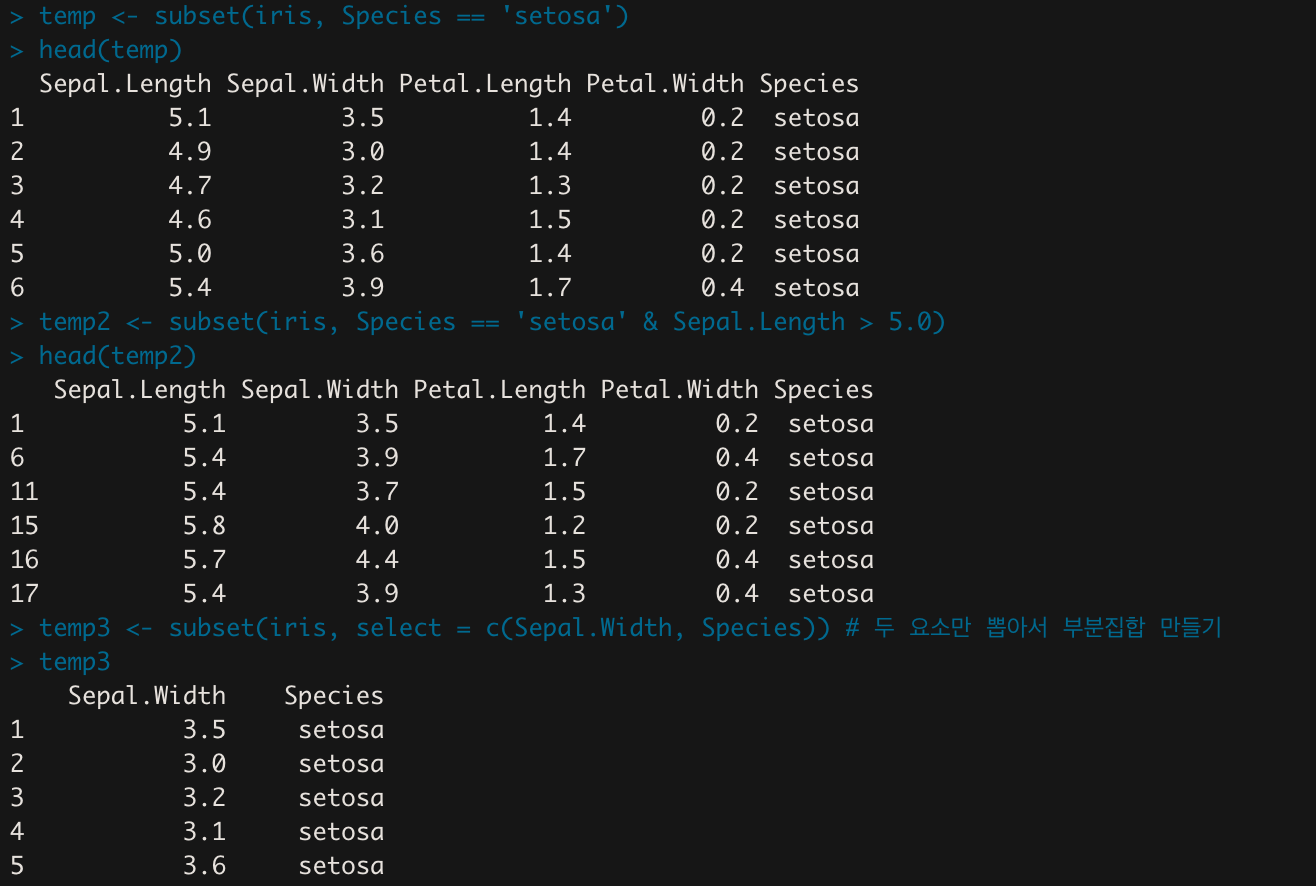 > temp <- subset(iris, Species == 'setosa')
> head(temp)
  Sepal.Length Sepal.Width Petal.Length Petal.Width Species
1          5.1         3.5          1.4         0.2  setosa
2          4.9         3.0          1.4         0.2  setosa
3          4.7         3.2          1.3         0.2  setosa
4          4.6         3.1          1.5         0.2  setosa
5          5.0         3.6          1.4         0.2  setosa
6          5.4         3.9          1.7         0.4  setosa
> temp2 <- subset(iris, Species == 'setosa' & Sepal.Length > 5.0)
> head(temp2)
   Sepal.Length Sepal.Width Petal.Length Petal.Width Species
1           5.1         3.5          1.4         0.2  setosa
6           5.4         3.9          1.7         0.4  setosa
11          5.4         3.7          1.5         0.2  setosa
15          5.8         4.0          1.2         0.2  setosa
16          5.7         4.4          1.5         0.4  setosa
17          5.4         3.9          1.3         0.4  setosa
> temp3 <- subset(iris, select = c(Sepal.Width, Species)) # 두 요소만 뽑아서 부분집합 만들기
> temp3
    Sepal.Width    Species
1           3.5     setosa
2           3.0     setosa
3           3.2     setosa
4           3.1     setosa
5           3.6     setosa